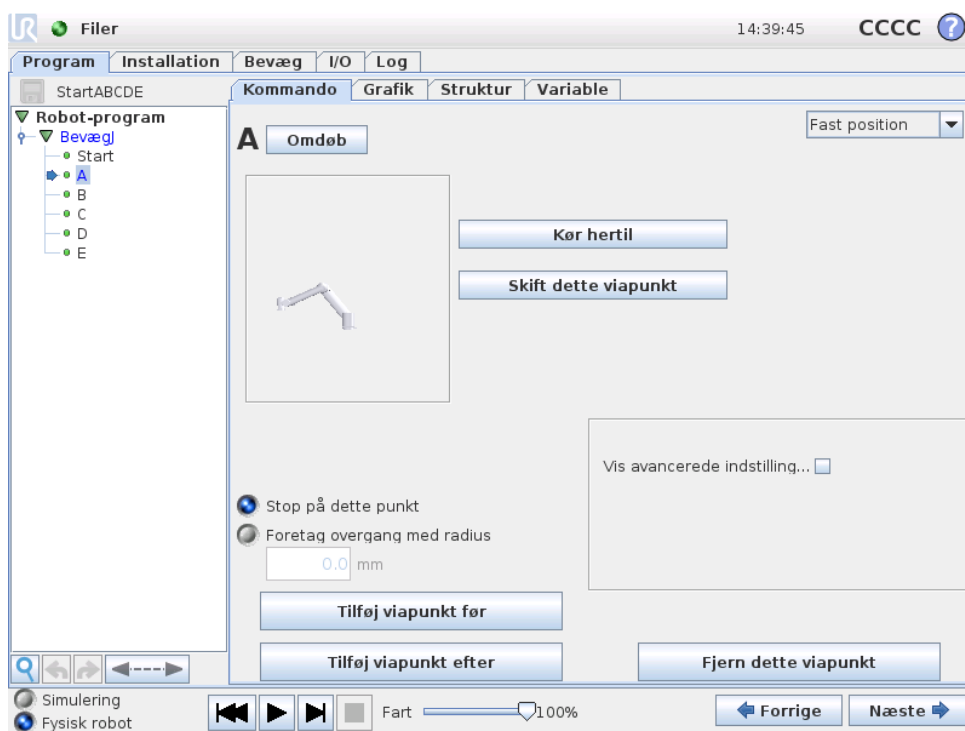 UR Filer 14:39:45 CCCC ?
Program Installation Bevæg I/O Log
StartABCDE
Kommando Grafik Struktur Variable
Robot-program
BevægJ
Start
A
B
C
D
E
A Omdøb
Fast position
Kør hertil
Skift dette viapunkt
Vis avancerede indstilling...
Stop på dette punkt
Foretag overgang med radius
0.0 mm
Tilføj viapunkt før
Tilføj viapunkt efter
Fjern dette viapunkt
Simulering
Fysisk robot
Fart 100%
Forrige
Næste